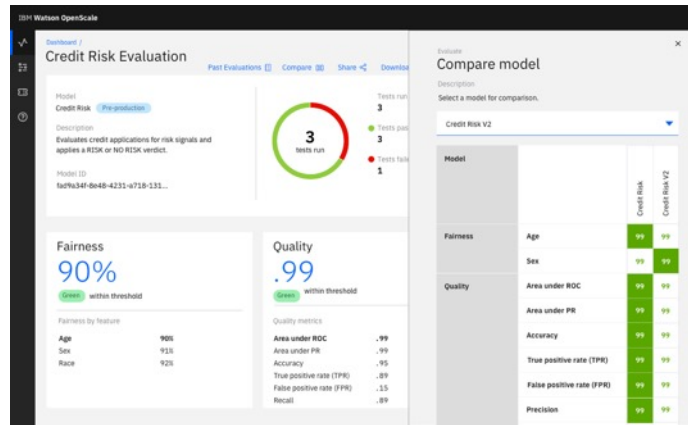 IBM Watson OpenScale
Dashboard /
Credit Risk Evaluation
Past Evaluations
Compare
Share
Model
Credit Risk
Pre-production
Description
Evaluates credit applications for risk signals and
applies a RISK or NO RISK verdict.
Model ID
fad9a34f-8e48-4231-a718-131...
3
tests run
Tests run
3
Tests
3
Tests
1
Fairness
90%
Green within threshold
Fairness by feature
Age 90%
Sex 91%
Race 92%
Quality
.99
Green within threshold
Quality metrics
Area under ROC .99
Area under PR .99
Accuracy .95
True positive rate (TPR) .89
False positive rate (FPR) .15
Recall .89
Evaluate
Compare model
Description
Select a model for comparison.
Credit Risk V2
Model Credit Risk Credit Risk V2
Fairness Age 99 99
Sex 99 99
Quality Area under ROC 99 99
Area under PR 99 99
Accuracy 99 99
True positive rate (TPR) 99 99
False positive rate (FPR) 99 99
Precision 99 99